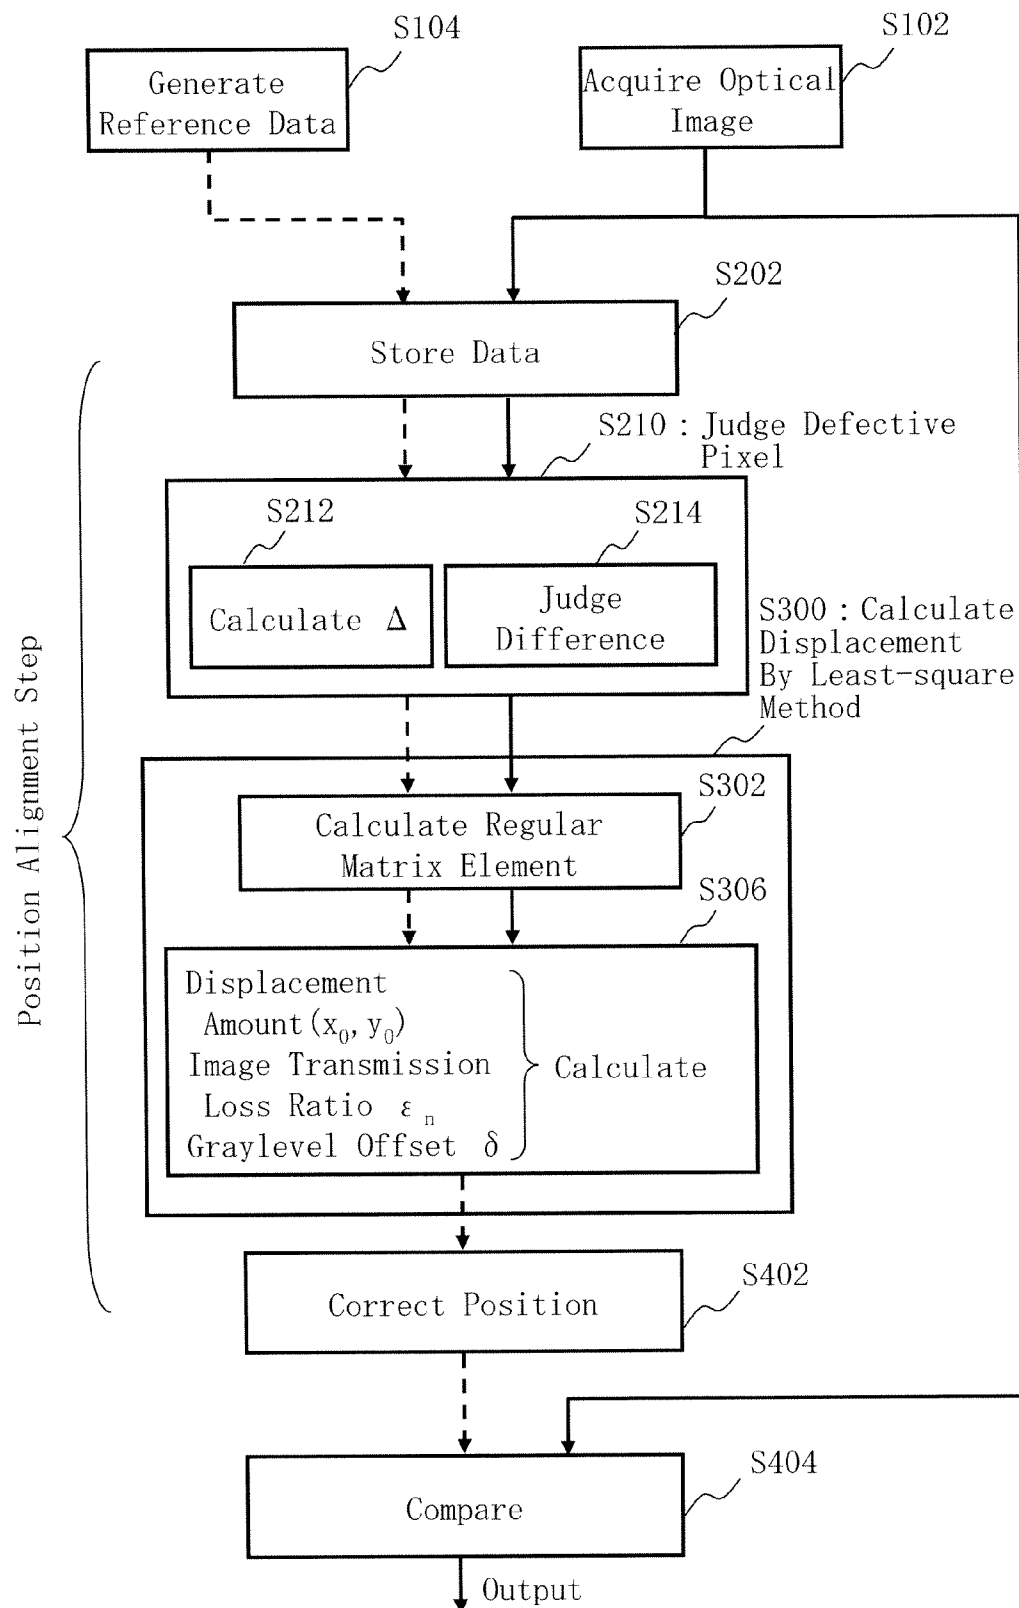 S104
S102
Generate
Reference Data
Acquire Optical
Image
S202
Store Data
S210 : Judge Defective
Pixel
S212
S214
Calculate Δ
Judge
Difference
S300 : Calculate
Displacement
By Least-square
Method
Position Alignment Step
S302
Calculate Regular
Matrix Element
S306
Displacement
Amount(x₀, y₀)
Image Transmission
Loss Ratio εₙ
Graylevel Offset δ
Calculate
S402
Correct Position
S404
Compare
Output